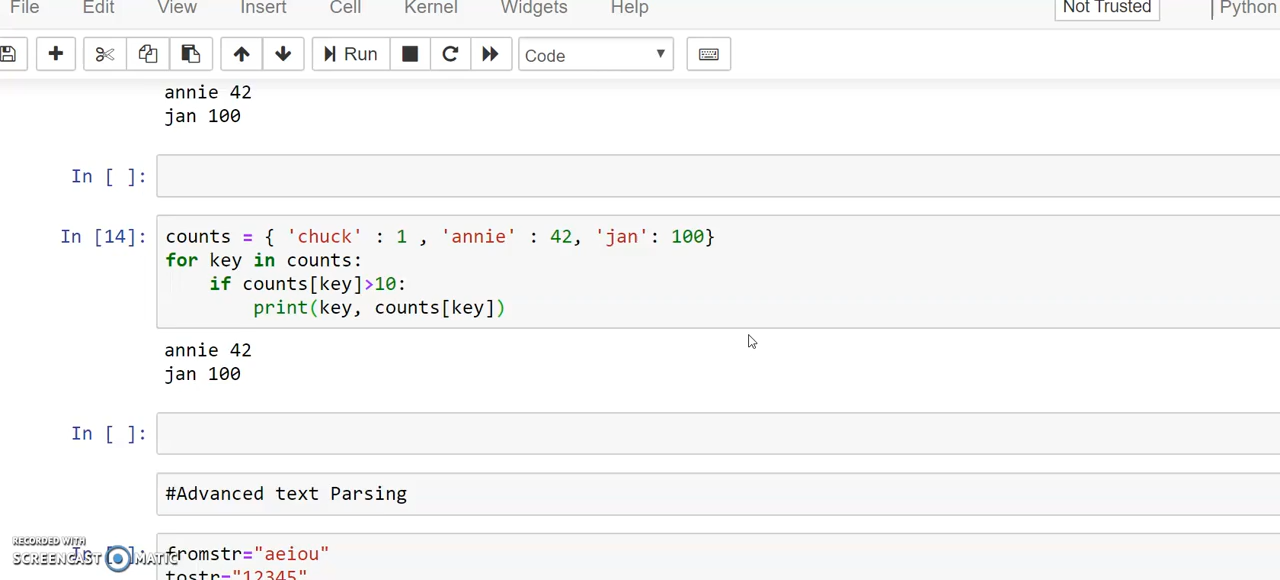 File Edit View Insert Cell Kernel Widgets Help Not Trusted | Python
Run Code
annie 42
jan 100
In [ ]:
In [14]: counts = { 'chuck' : 1 , 'annie' : 42, 'jan': 100}
for key in counts:
if counts[key]>10:
print(key, counts[key])
annie 42
jan 100
In [ ]:
#Advanced text Parsing
RECORDED WITH
SCREENCAST MATIC
fromstr="aeiou"
tostr="12345"